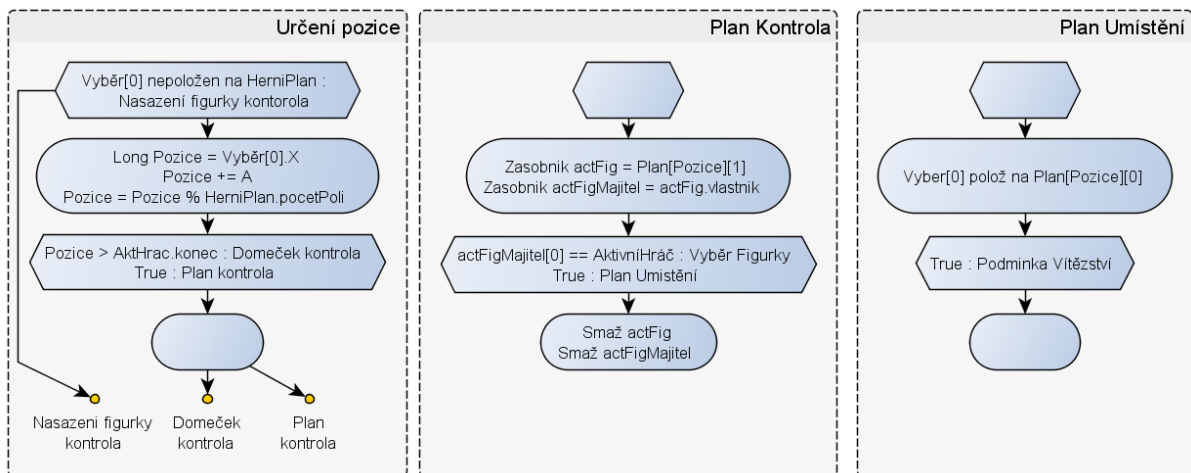 Určení pozice
Vyběr[0] nepoložen na HerniPlan :
Nasazení figurky kontorola
Long Pozice = Vyběr[0].X
Pozice += A
Pozice = Pozice % HerniPlan.pocetPoli
Pozice > AktHrac.konec : Domeček kontrola
True : Plan kontrola
Nasazeni figurky
kontrola
Domeček
kontrola
Plan
kontrola
Plan Kontrola
Zasobnik actFig = Plan[Pozice][1]
Zasobnik actFigMajitel = actFig.vlastnik
actFigMajitel[0] == AktivníHráč : Vyběr Figurky
True : Plan Umistění
Smaž actFig
Smaž actFigMajitel
Plan Umístění
Vyber[0] polož na Plan[Pozice][0]
True : Podminka Vítězství